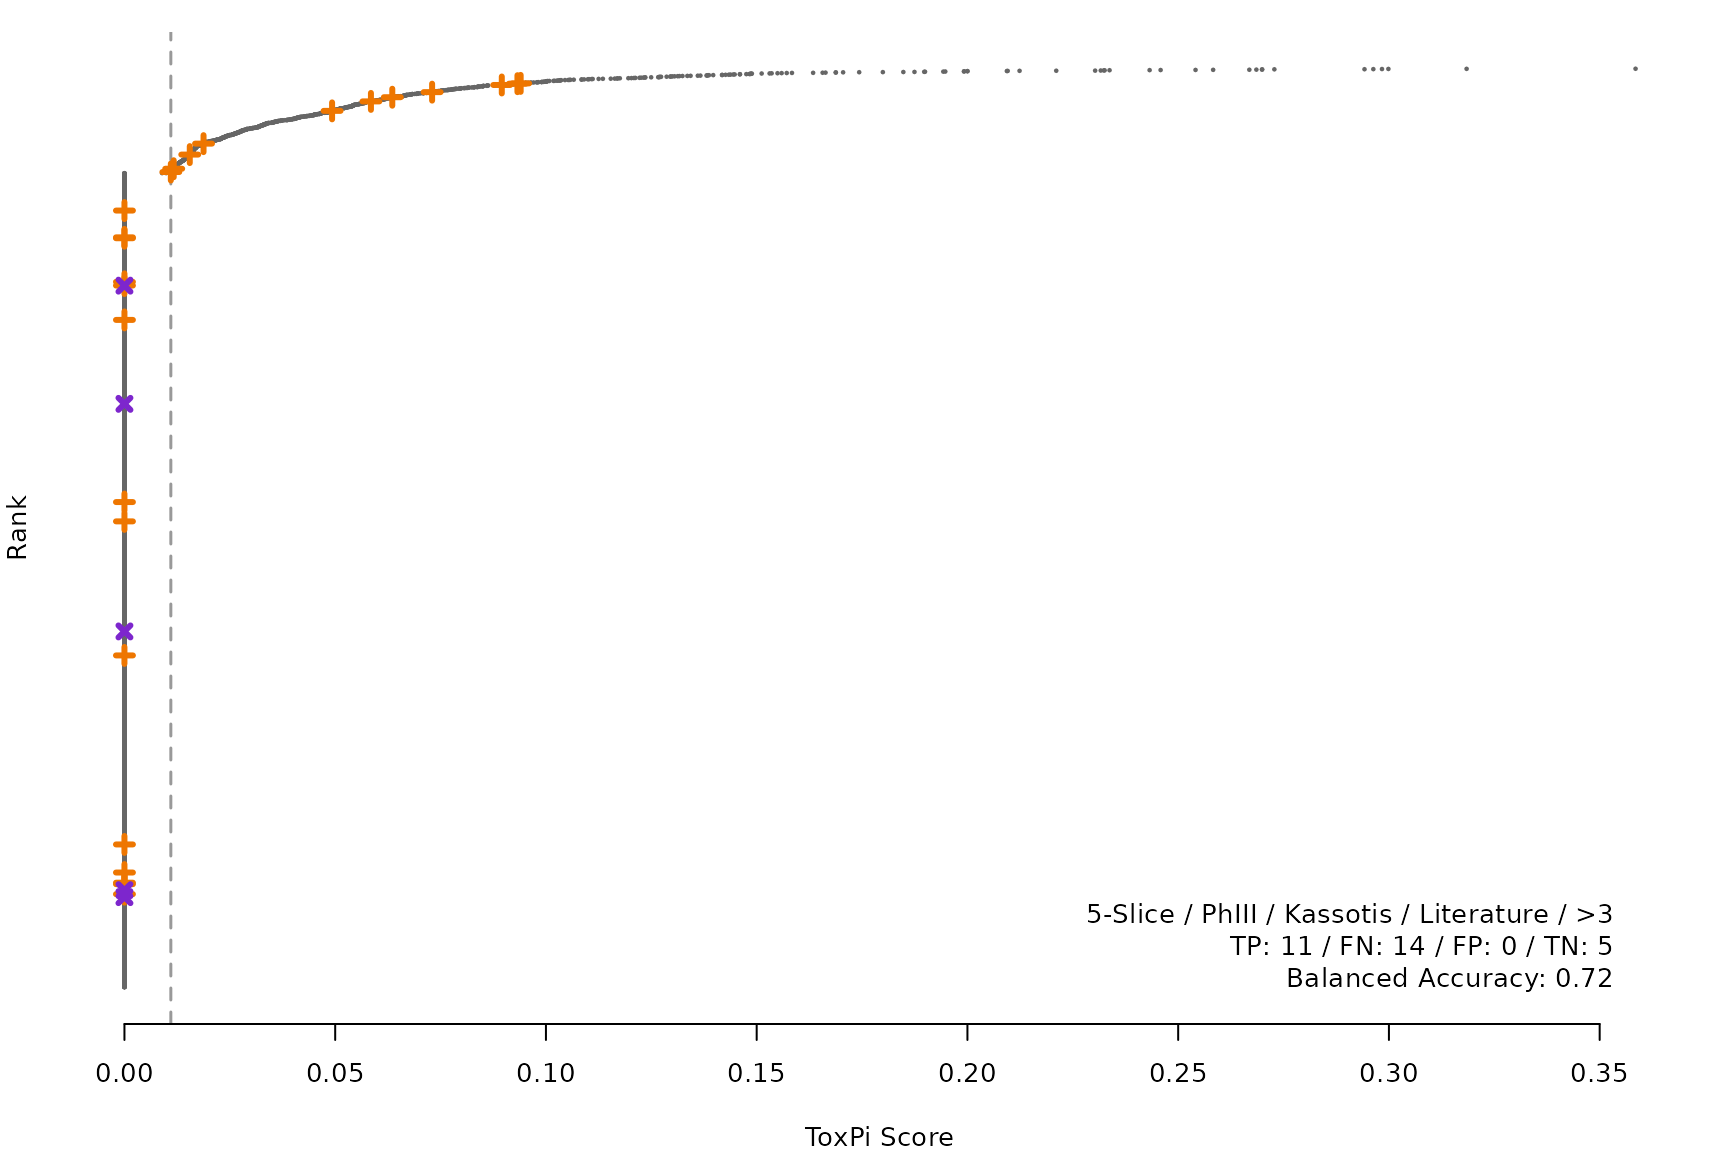 Rank
5-Slice / PhIII / Kassotis / Literature / >3
TP: 11 / FN: 14 / FP: 0 / TN: 5
Balanced Accuracy: 0.72
0.00 0.05 0.10 0.15 0.20 0.25 0.30 0.35
ToxPi Score